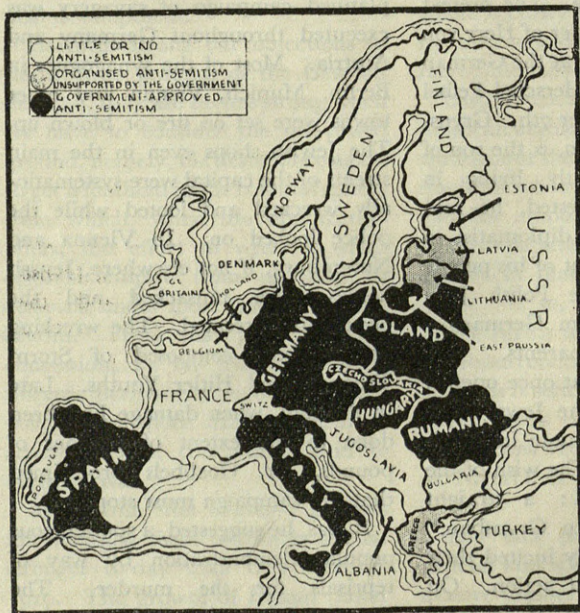 LITTLE OR NO
ANTI-SEMITISM
ORGANISED ANTI-SEMITISM
UNSUPPORTED BY THE GOVERNMENT
GOVERNMENT-APPROVED
ANTI-SEMITISM
NORWAY
SWEDEN
FINLAND
ESTONIA
U S S R
LATVIA
LITHUANIA
EAST PRUSSIA
DENMARK
GT.
BRITAIN
HOLLAND
BELGIUM
GERMANY
POLAND
CZECHOSLOVAKIA
FRANCE
SWITZ
HUNGARY
RUMANIA
ITALY
JUGOSLAVIA
BULGARIA
PORTUGAL
SPAIN
ALBANIA
GREECE
TURKEY